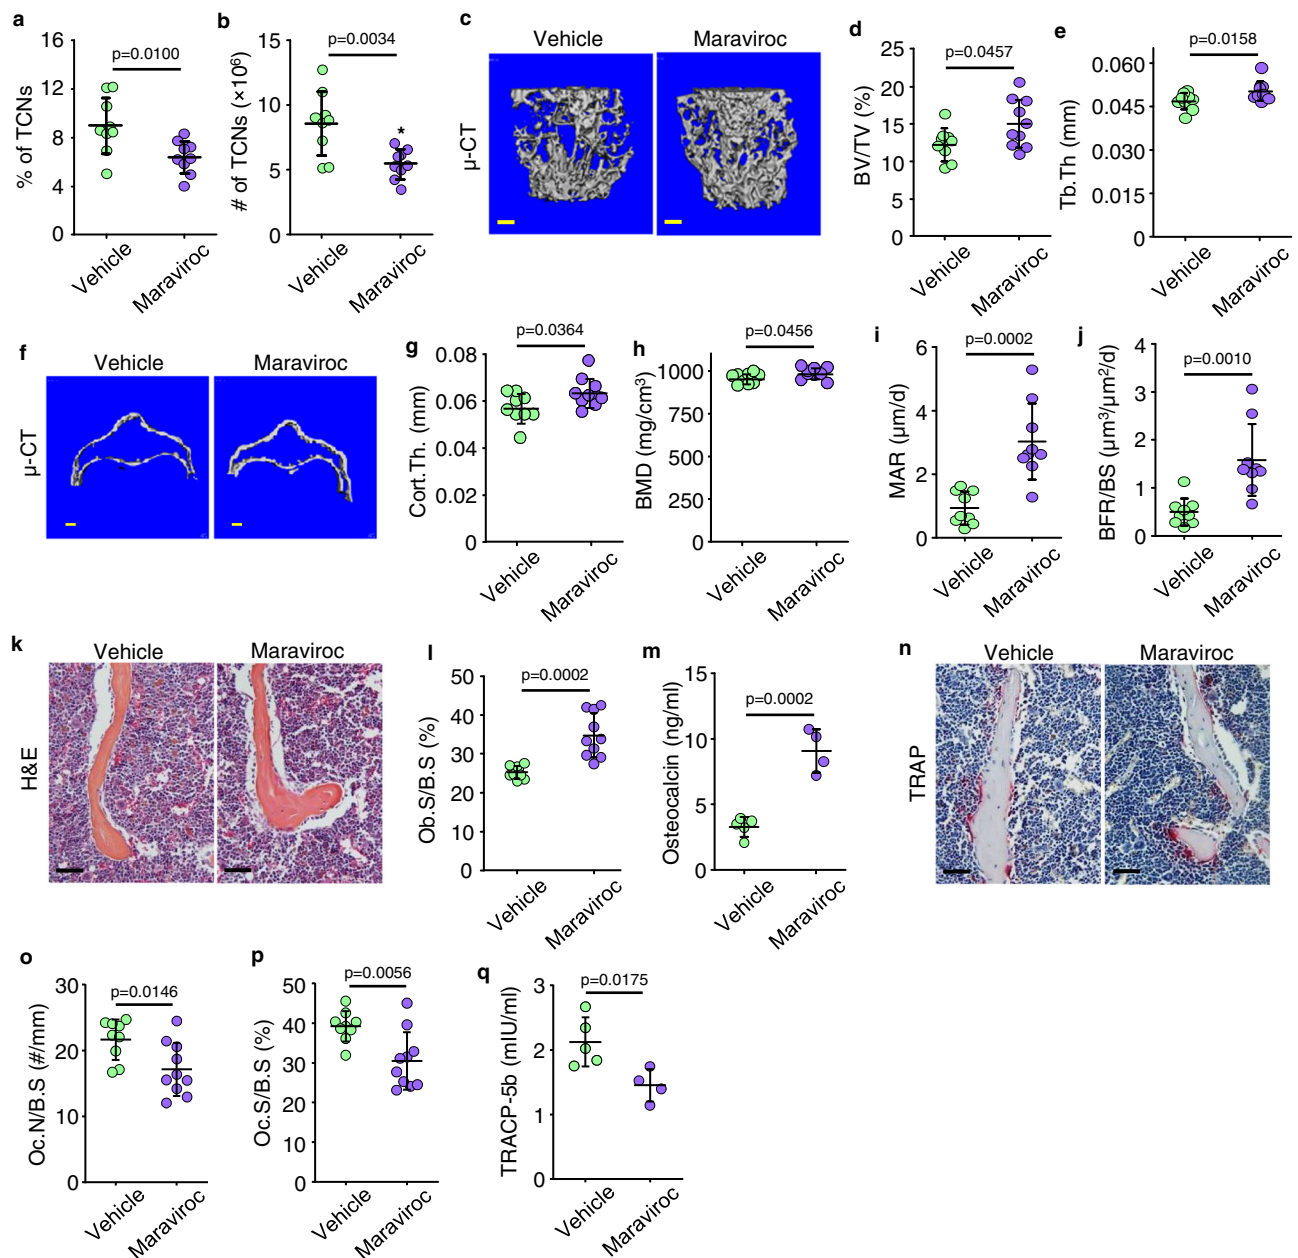 a
16
12
8
4
0
% of TCNs
p=0.0100
Vehicle
Maraviroc
b
15
10
5
0
# of TCNs (×10⁶)
p=0.0034
*
Vehicle
Maraviroc
c
Vehicle
Maraviroc
μ-CT
d
25
20
15
10
5
0
BV/TV (%)
p=0.0457
Vehicle
Maraviroc
e
0.060
0.045
0.030
0.015
0
Tb.Th (mm)
p=0.0158
Vehicle
Maraviroc
f
Vehicle
Maraviroc
μ-CT
g
0.08
0.06
0.04
0.02
0
Cort.Th. (mm)
p=0.0364
Vehicle
Maraviroc
h
1000
750
500
250
0
BMD (mg/cm³)
p=0.0456
Vehicle
Maraviroc
i
6
4
2
0
MAR (μm/d)
p=0.0002
Vehicle
Maraviroc
j
4
3
2
1
0
BFR/BS (μm³/μm²/d)
p=0.0010
Vehicle
Maraviroc
k
Vehicle
Maraviroc
H&E
l
50
40
30
20
10
0
Ob.S/B.S (%)
p=0.0002
Vehicle
Maraviroc
m
15
10
5
0
Osteocalcin (ng/ml)
p=0.0002
Vehicle
Maraviroc
n
Vehicle
Maraviroc
TRAP
o
30
20
10
0
Oc.N/B.S (#/mm)
p=0.0146
Vehicle
Maraviroc
p
50
40
30
20
10
0
Oc.S/B.S (%)
p=0.0056
Vehicle
Maraviroc
q
3
2
1
0
TRACP-5b (mIU/ml)
p=0.0175
Vehicle
Maraviroc